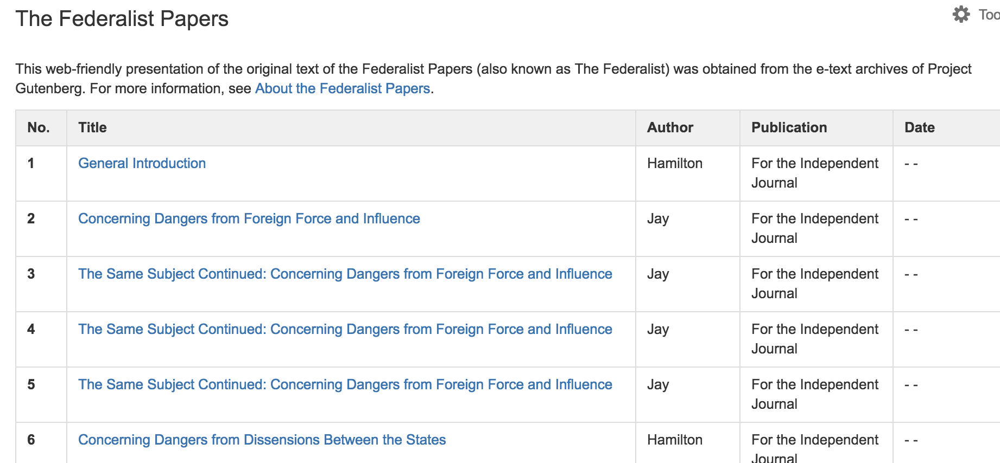 The Federalist Papers
Too
This web-friendly presentation of the original text of the Federalist Papers (also known as The Federalist) was obtained from the e-text archives of Project
Gutenberg. For more information, see About the Federalist Papers.
No. Title Author Publication Date
1 General Introduction Hamilton For the Independent - -
Journal
2 Concerning Dangers from Foreign Force and Influence Jay For the Independent - -
Journal
3 The Same Subject Continued: Concerning Dangers from Foreign Force and Influence Jay For the Independent - -
Journal
4 The Same Subject Continued: Concerning Dangers from Foreign Force and Influence Jay For the Independent - -
Journal
5 The Same Subject Continued: Concerning Dangers from Foreign Force and Influence Jay For the Independent - -
Journal
6 Concerning Dangers from Dissensions Between the States Hamilton For the Independent - -
Journal